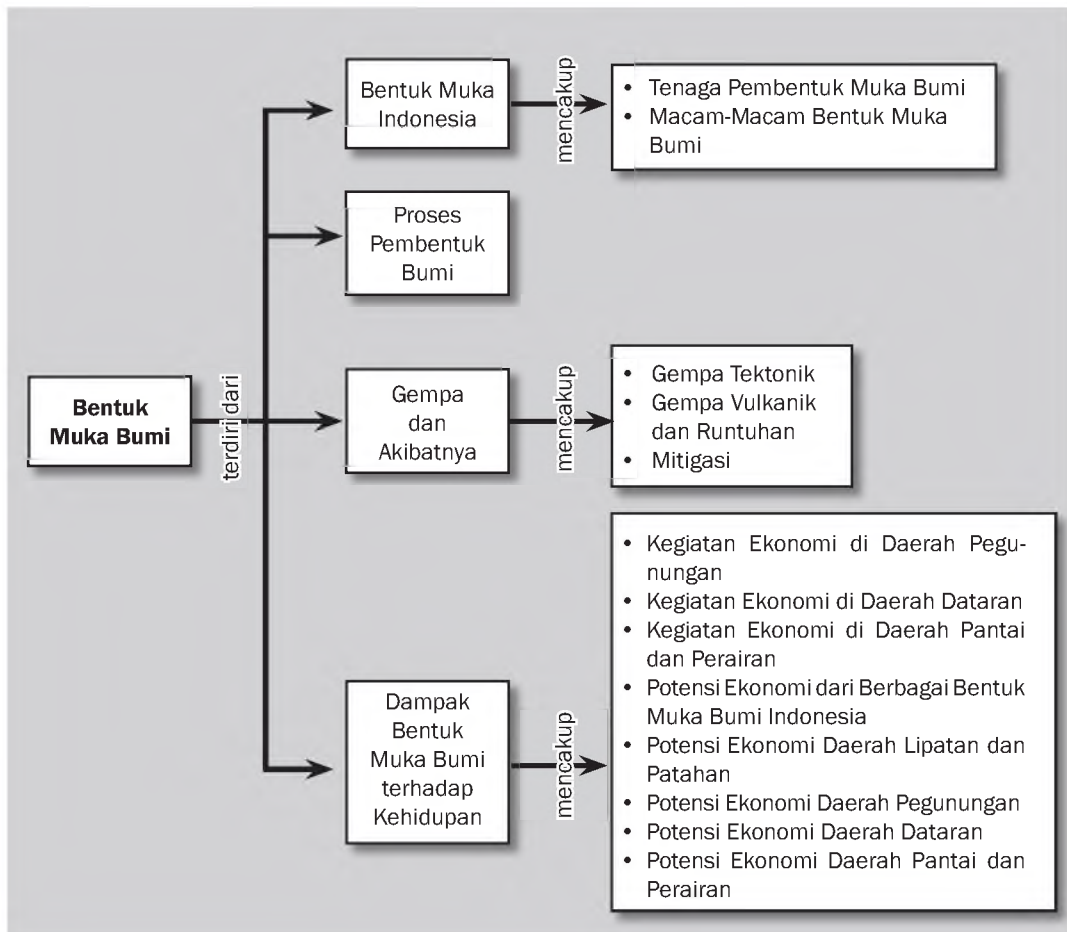 Bentuk
Muka Bumi
terdiri dari
Bentuk Muka
Indonesia
mencakup
• Tenaga Pembentuk Muka Bumi
• Macam-Macam Bentuk Muka
Bumi
Proses
Pembentuk
Bumi
Gempa
dan
Akibatnya
mencakup
• Gempa Tektonik
• Gempa Vulkanik
dan Runtuhan
• Mitigasi
Dampak
Bentuk
Muka Bumi
terhadap
Kehidupan
mencakup
• Kegiatan Ekonomi di Daerah Pegu-
nungan
• Kegiatan Ekonomi di Daerah Dataran
• Kegiatan Ekonomi di Daerah Pantai
dan Perairan
• Potensi Ekonomi dari Berbagai Bentuk
Muka Bumi Indonesia
• Potensi Ekonomi Daerah Lipatan dan
Patahan
• Potensi Ekonomi Daerah Pegunungan
• Potensi Ekonomi Daerah Dataran
• Potensi Ekonomi Daerah Pantai dan
Perairan